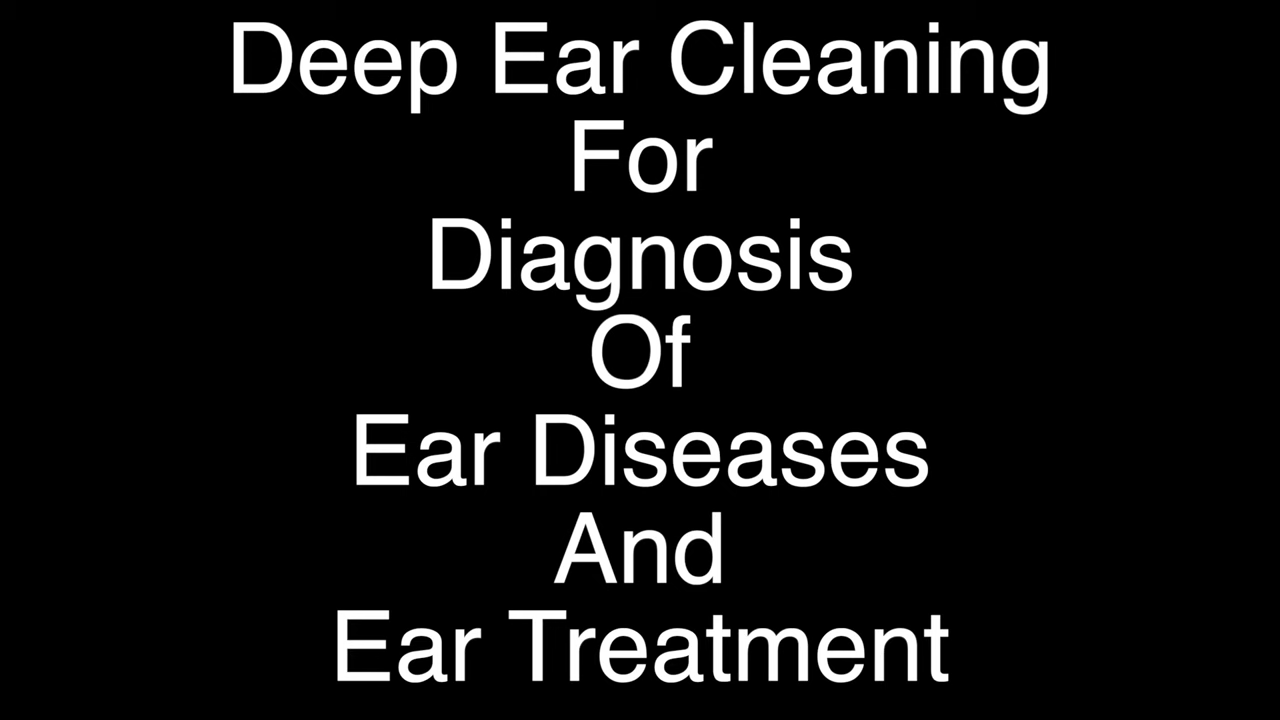 Deep Ear Cleaning
For
Diagnosis
Of
Ear Diseases
And
Ear Treatment